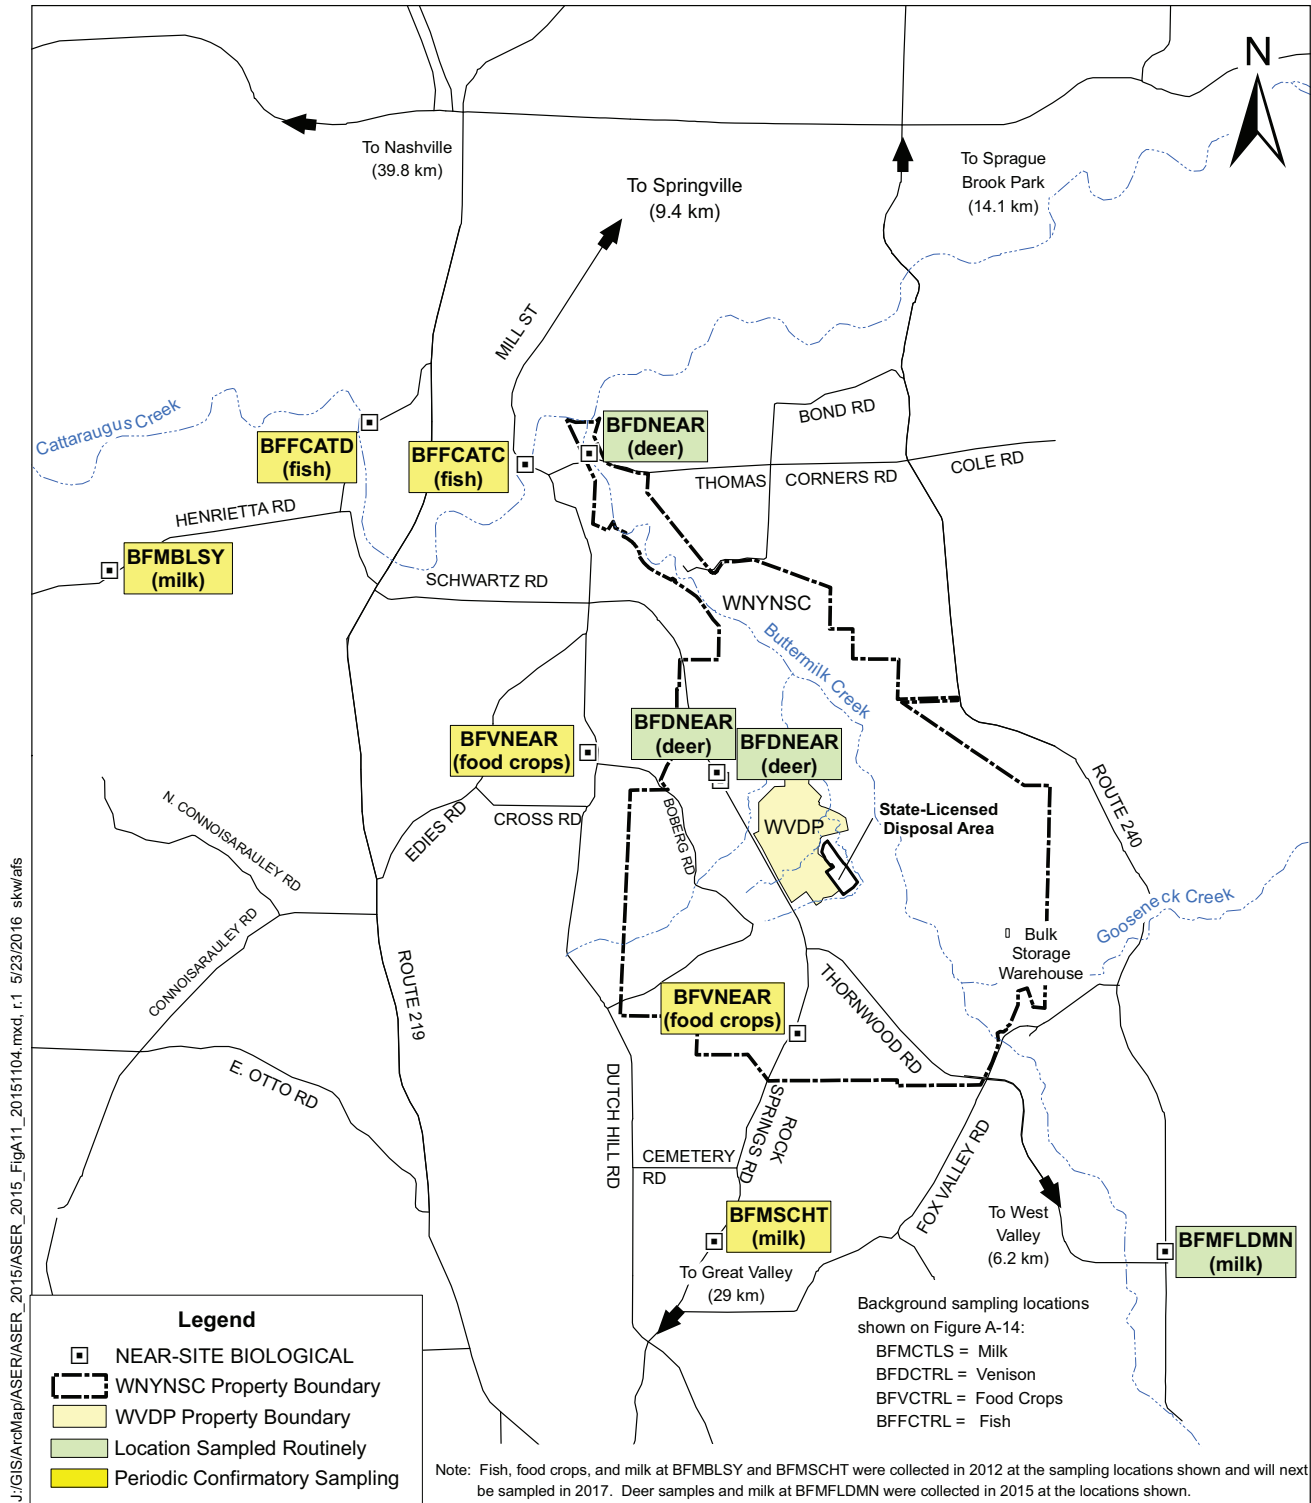 N
To Nashville
(39.8 km)
To Springville
(9.4 km)
To Sprague
Brook Park
(14.1 km)
MILL ST
BOND RD
Cattaraugus Creek
BFFCATD
(fish)
BFFCATC
(fish)
BFDNEAR
(deer)
THOMAS CORNERS RD
COLE RD
HENRIETTA RD
BFMBLSY
(milk)
SCHWARTZ RD
WNYNSC
Buttermilk Creek
BFVNEAR
(food crops)
BFDNEAR
(deer)
BFDNEAR
(deer)
N. CONNOISARAULEY RD
EDIES RD
CROSS RD
BOBERG RD
WVDP
State-Licensed
Disposal Area
ROUTE 240
CONNOISARAULEY RD
ROUTE 219
Gooseneck Creek
Bulk
Storage
Warehouse
BFVNEAR
(food crops)
THORNWOOD RD
E. OTTO RD
DUTCH HILL RD
ROCK
SPRINGS RD
CEMETERY
RD
FOX VALLEY RD
BFMSCHT
(milk)
To West
Valley
(6.2 km)
BFMFLDMN
(milk)
To Great Valley
(29 km)
Background sampling locations
shown on Figure A-14:
BFMCTLS = Milk
BFDCTRL = Venison
BFVCTRL = Food Crops
BFFCTRL = Fish
Legend
NEAR-SITE BIOLOGICAL
WNYNSC Property Boundary
WVDP Property Boundary
Location Sampled Routinely
Periodic Confirmatory Sampling
Note: Fish, food crops, and milk at BFMBLSY and BFMSCHT were collected in 2012 at the sampling locations shown and will next
be sampled in 2017. Deer samples and milk at BFMFLDMN were collected in 2015 at the locations shown.
J:/GIS/ArcMap/ASER/ASER_2015/ASER_2015_FigA11_20151104.mxd, r.1 5/23/2016 skw/afs